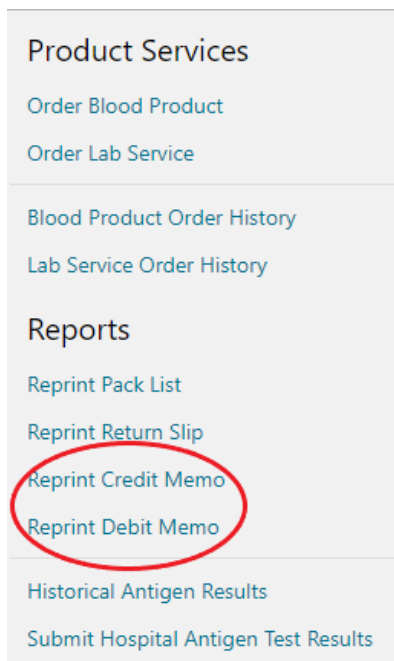 Product Services
Order Blood Product
Order Lab Service
Blood Product Order History
Lab Service Order History
Reports
Reprint Pack List
Reprint Return Slip
Reprint Credit Memo
Reprint Debit Memo
Historical Antigen Results
Submit Hospital Antigen Test Results